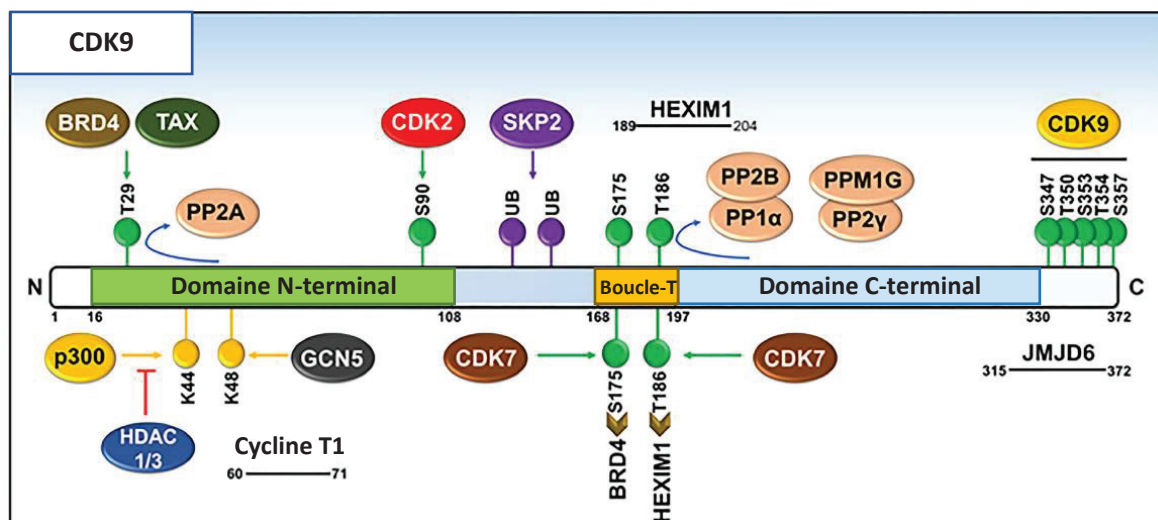 CDK9
BRD4
TAX
CDK2
SKP2
HEXIM1
189
204
CDK9
T29
PP2A
S90
UB
UB
S175
T186
PP2B
PP1α
PPM1G
PP2γ
S347
T350
S353
T354
S357
N
Domaine N-terminal
Boucle-T
Domaine C-terminal
C
1
16
108
168
197
330
372
p300
K44
K48
GCN5
CDK7
S175
T186
CDK7
JMJD6
315
372
HDAC
1/3
Cycline T1
60
71
BRD4
HEXIM1